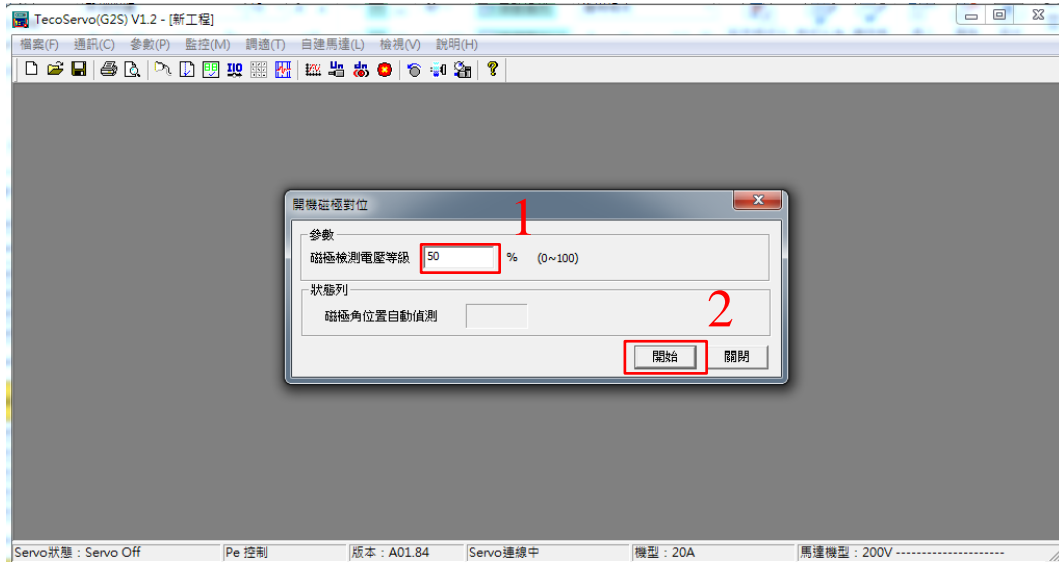 TecoServo(G2S) V1.2 - [新工程]
檔案(F) 通訊(C) 參數(P) 監控(M) 調適(T) 自建馬達(L) 檢視(V) 說明(H)
開機磁極對位
1
參數
磁極檢測電壓等級 50 % (0~100)
狀態列
磁極角位置自動偵測
2
開始 關閉
Servo狀態：Servo Off Pe 控制 版本：A01.84 Servo連線中 機型：20A 馬達機型：200V ---------------------